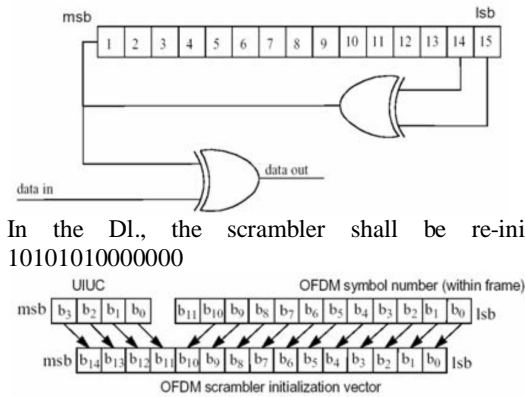 msb lsb
1 2 3 4 5 6 7 8 9 10 11 12 13 14 15
data out
data in
In the Dl., the scrambler shall be re-ini
10101010000000
UIUC OFDM symbol number (within frame)
msb b3 b2 b1 b0 b11 b10 b9 b8 b7 b6 b5 b4 b3 b2 b1 b0 lsb
msb b14 b13 b12 b11 b10 b9 b8 b7 b6 b5 b4 b3 b2 b1 b0 lsb
OFDM scrambler initialization vector